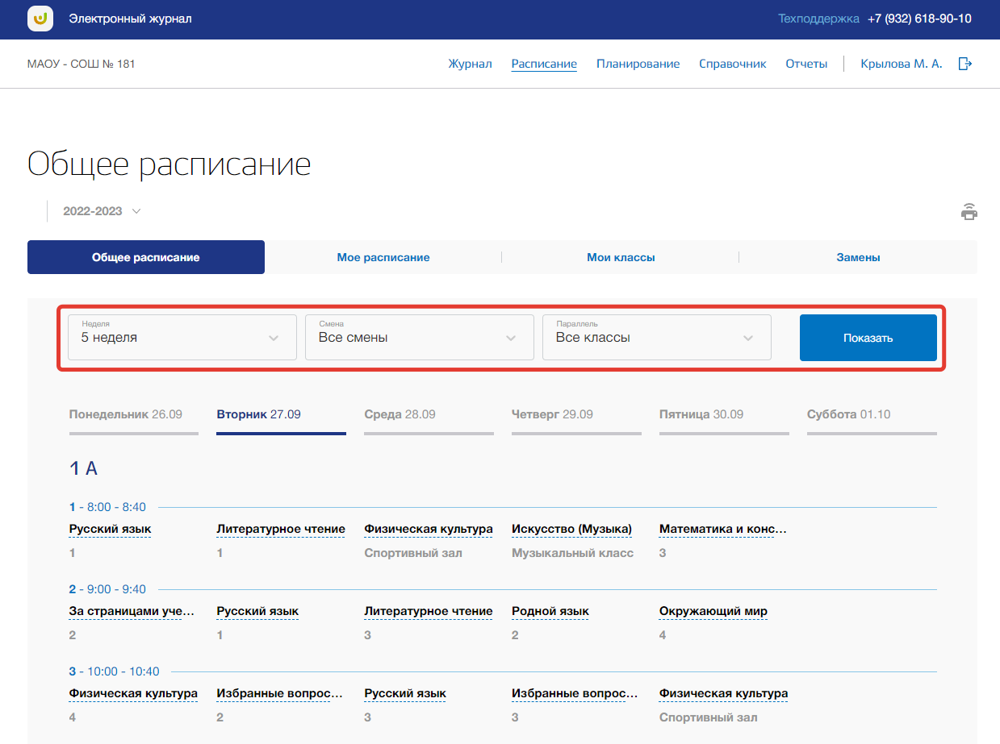 Электронный журнал Техподдержка +7 (932) 618-90-10
МАОУ - СОШ № 181 Журнал Расписание Планирование Справочник Отчеты Крылова М. А.
Общее расписание
2022-2023
Общее расписание Мое расписание Мои классы Замены
Неделя Смена Параллель
5 неделя Все смены Все классы Показать
Понедельник 26.09 Вторник 27.09 Среда 28.09 Четверг 29.09 Пятница 30.09 Суббота 01.10
1 А
1 - 8:00 - 8:40
Русский язык Литературное чтение Физическая культура Искусство (Музыка) Математика и конс...
1 1 Спортивный зал Музыкальный класс 3
2 - 9:00 - 9:40
За страницами уче... Русский язык Литературное чтение Родной язык Окружающий мир
2 1 3 2 4
3 - 10:00 - 10:40
Физическая культура Избранные вопрос... Русский язык Избранные вопрос... Физическая культура
4 2 3 3 Спортивный зал